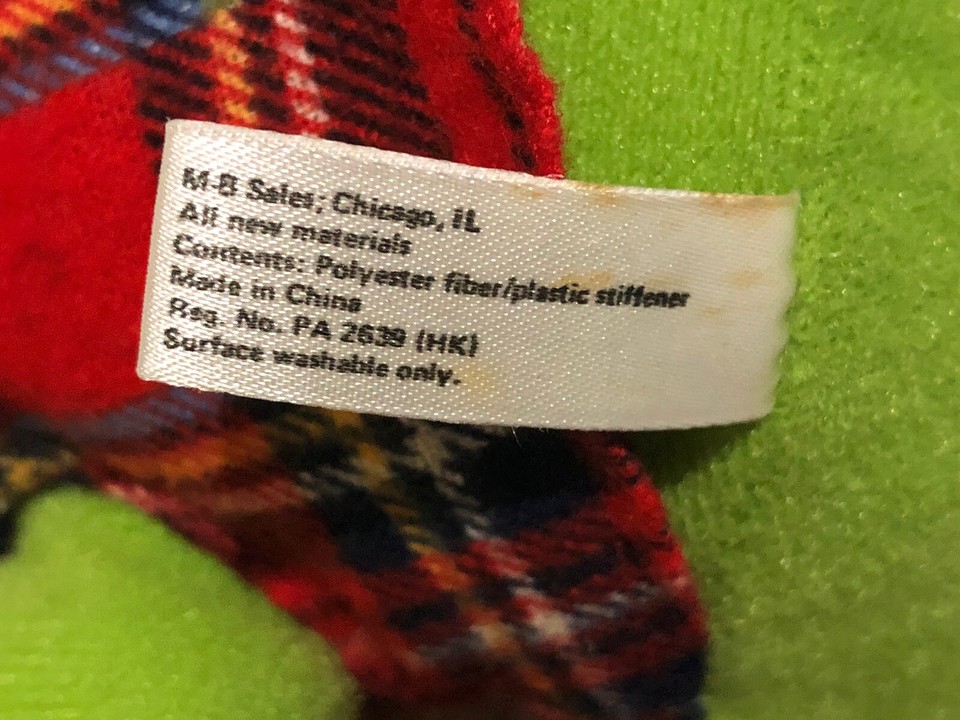 M-B Sales; Chicago, IL
All new materials
Contents: Polyester fiber/plastic stiffener
Made in China
Reg. No. PA 2639 (HK)
Surface washable only.